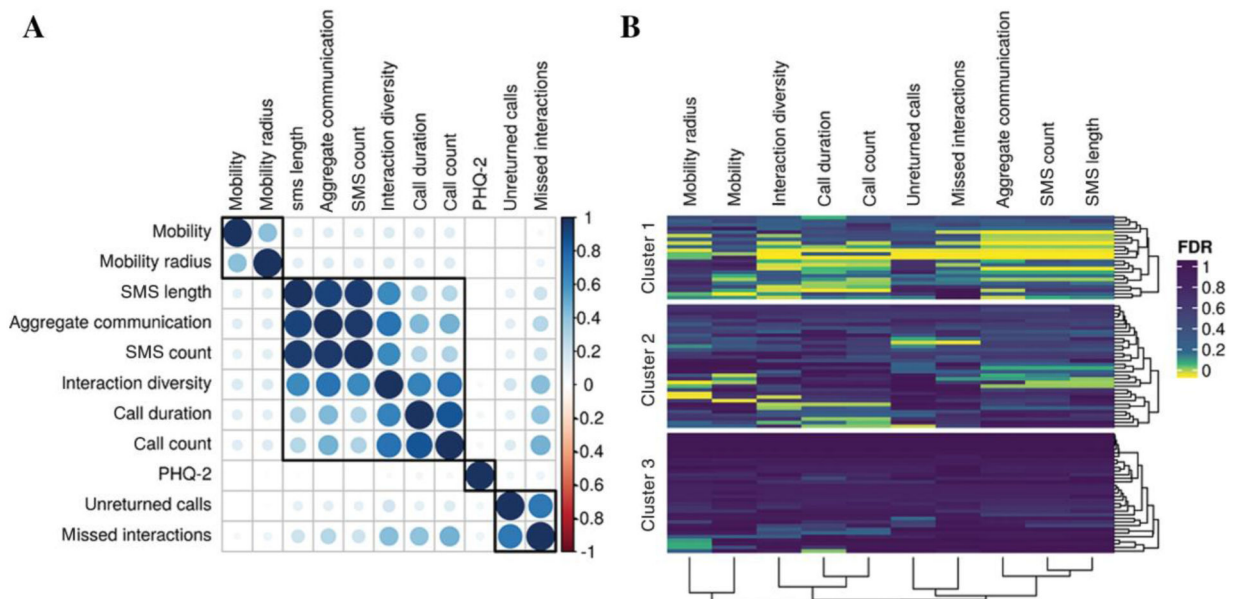 A
Mobility
Mobility radius
sms length
Aggregate communication
SMS count
Interaction diversity
Call duration
Call count
PHQ-2
Unreturned calls
Missed interactions
Mobility
Mobility radius
SMS length
Aggregate communication
SMS count
Interaction diversity
Call duration
Call count
PHQ-2
Unreturned calls
Missed interactions
1
0.8
0.6
0.4
0.2
0
0.2
0.4
0.6
-0.8
-1
B
Mobility radius
Mobility
Interaction diversity
Call duration
Call count
Unreturned calls
Missed interactions
Aggregate communication
SMS count
SMS length
Cluster 1
Cluster 2
Cluster 3
FDR
1
0.8
0.6
0.4
0.2
0